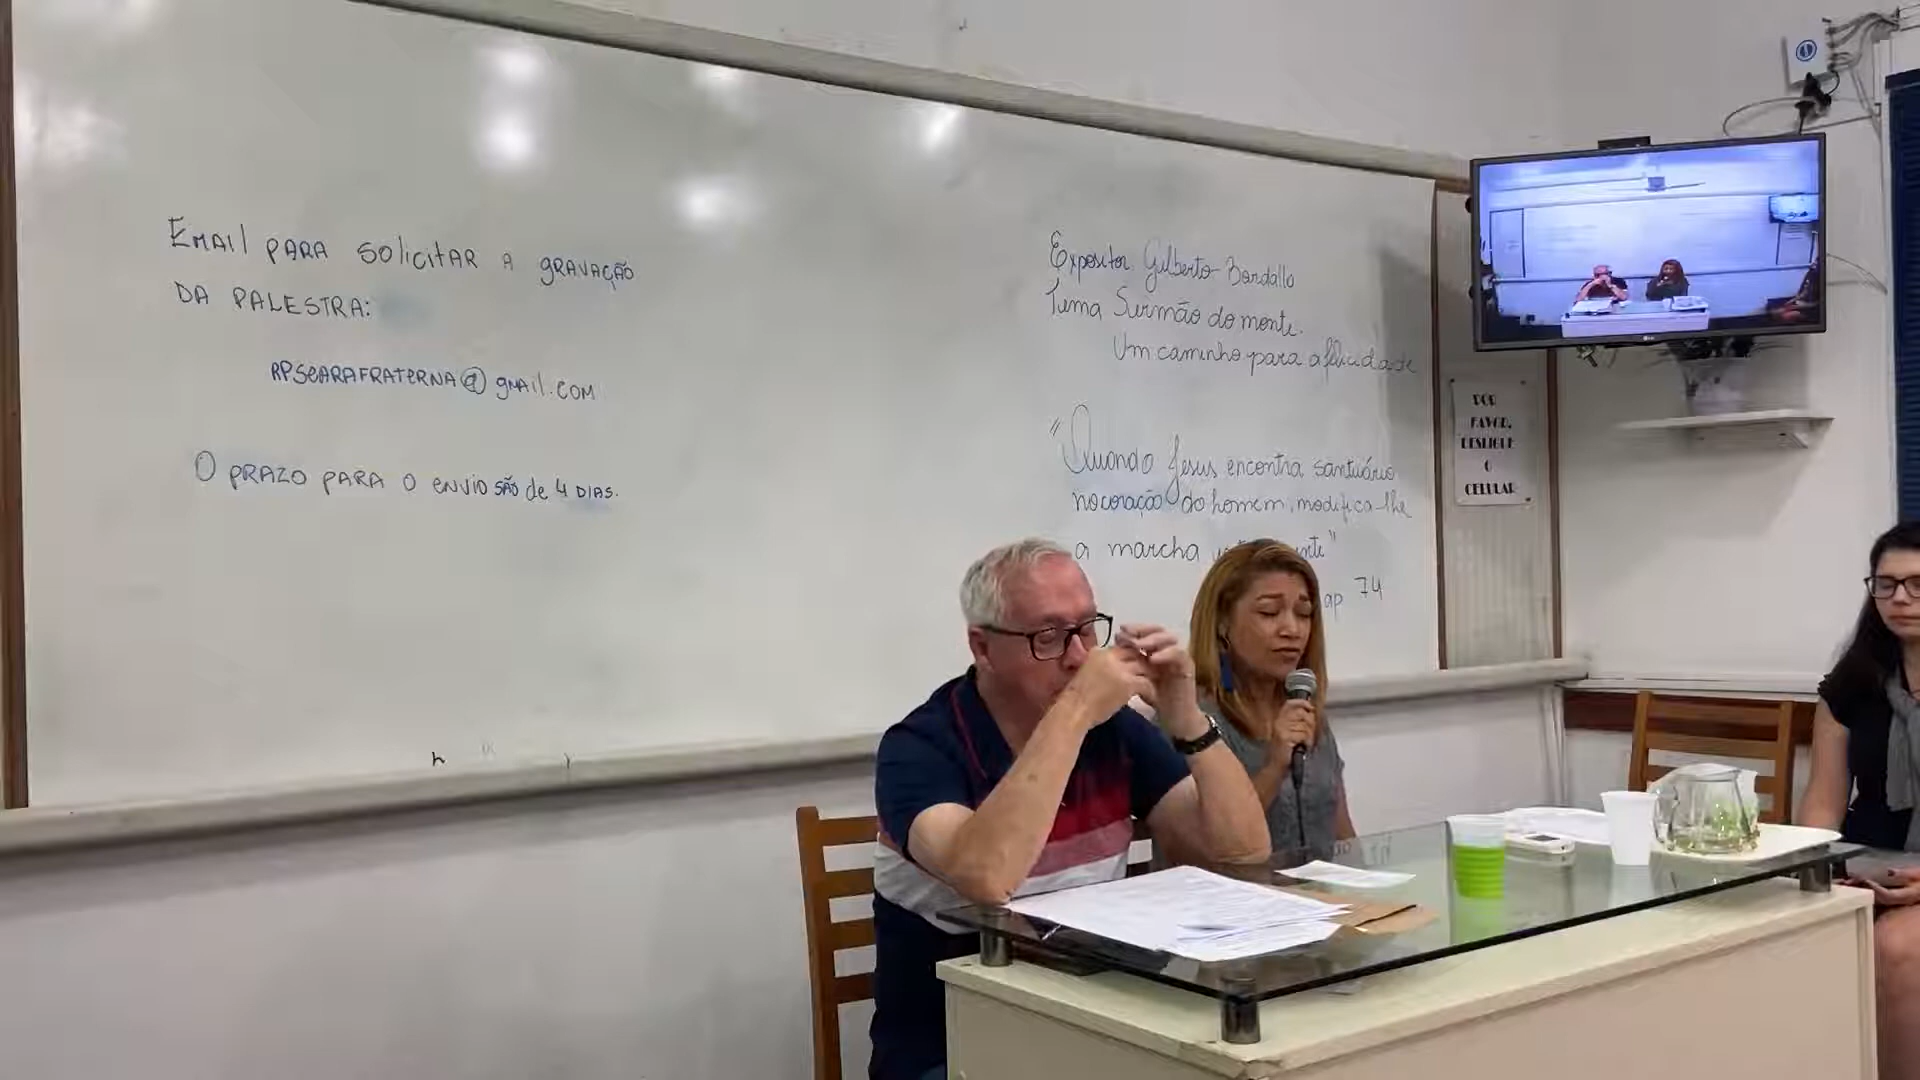 Email para solicitar a gravação
da palestra:
rpsearafraterna@gmail.com
O prazo para o envio são de 4 dias.
Expositor. Gilberto Bordallo
Tema Sermão do monte.
Um caminho para a felicidade
"Quando Jesus encontra santuário
no coração do homem, modifica-lhe
a marcha
74
POR
FAVOR,
DESLIGUE
O
CELULAR